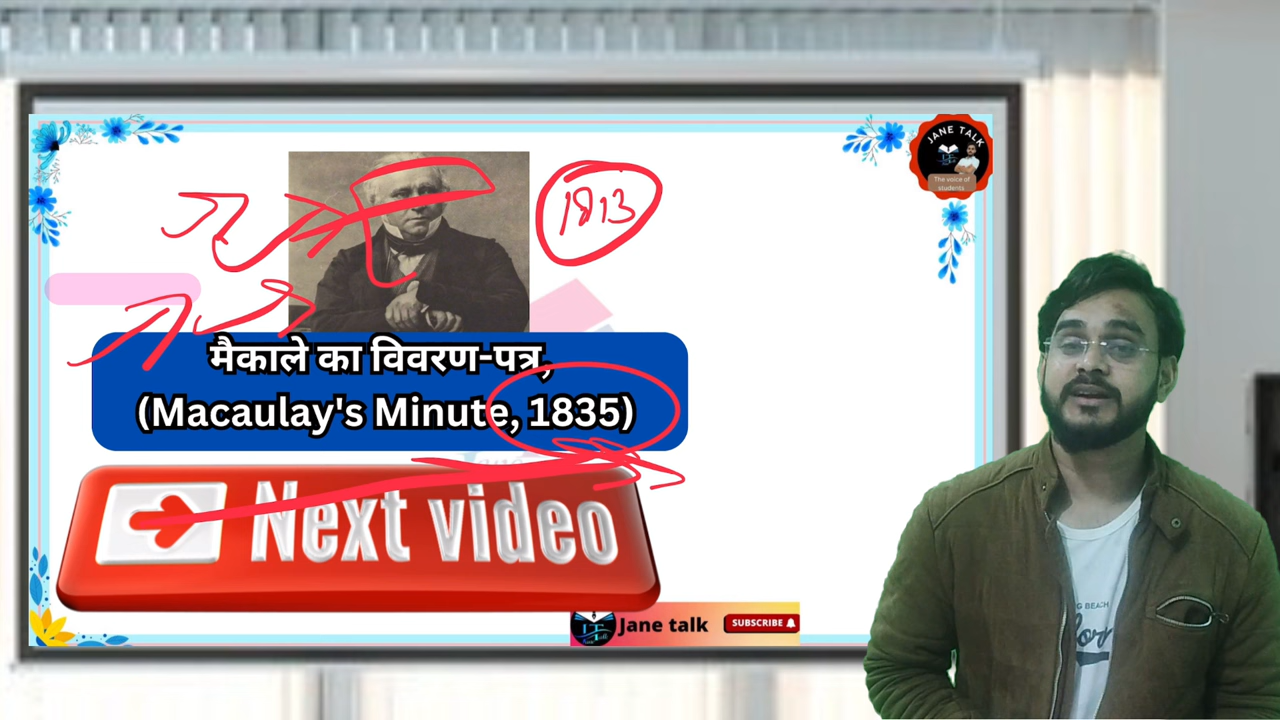 JANE TALK
The voice of
students
1813
मैकाले का विवरण-पत्र,
(Macaulay's Minute, 1835)
Next video
Jane talk
SUBSCRIBE
G BEACH